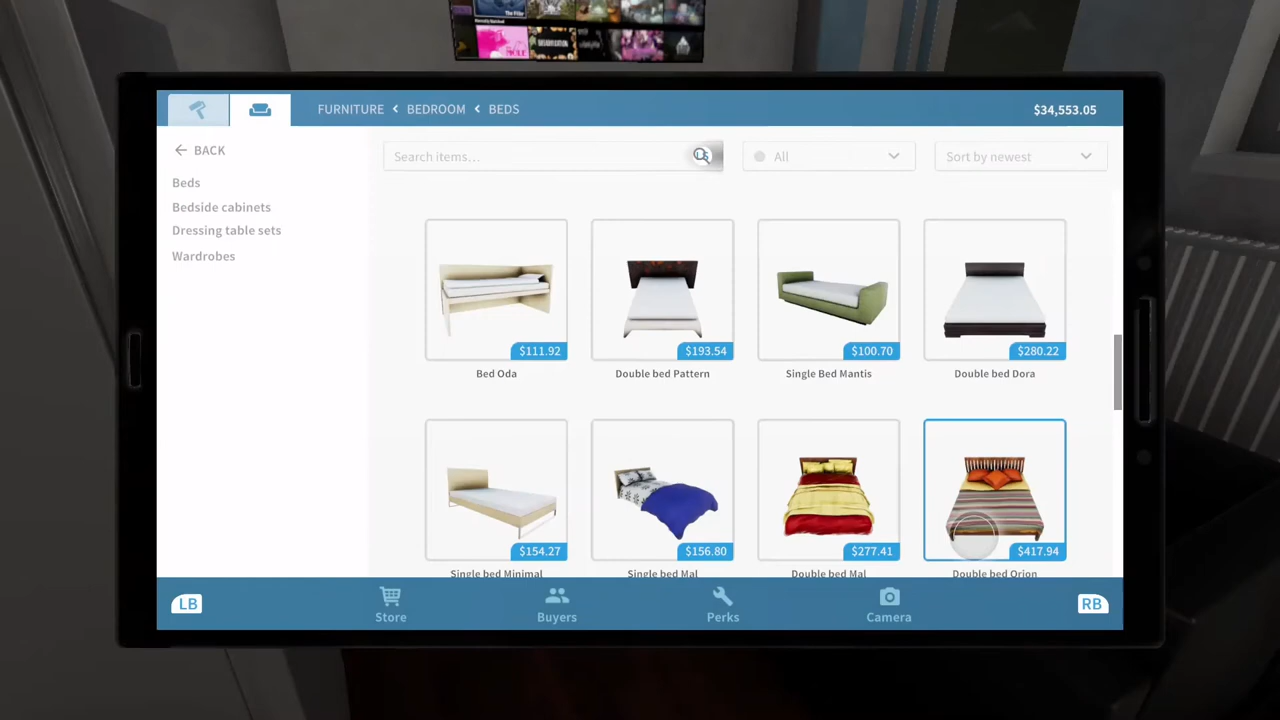 FURNITURE < BEDROOM < BEDS
$34,553.05
BACK
Search items...
LS
All
Sort by newest
Beds
Bedside cabinets
Dressing table sets
Wardrobes
$111.92
$193.54
$100.70
$280.22
Bed Oda
Double bed Pattern
Single Bed Mantis
Double bed Dora
$154.27
$156.80
$277.41
$417.94
Single bed Minimal
Single bed Mal
Double bed Mal
Double bed Orion
LB
Store
Buyers
Perks
Camera
RB